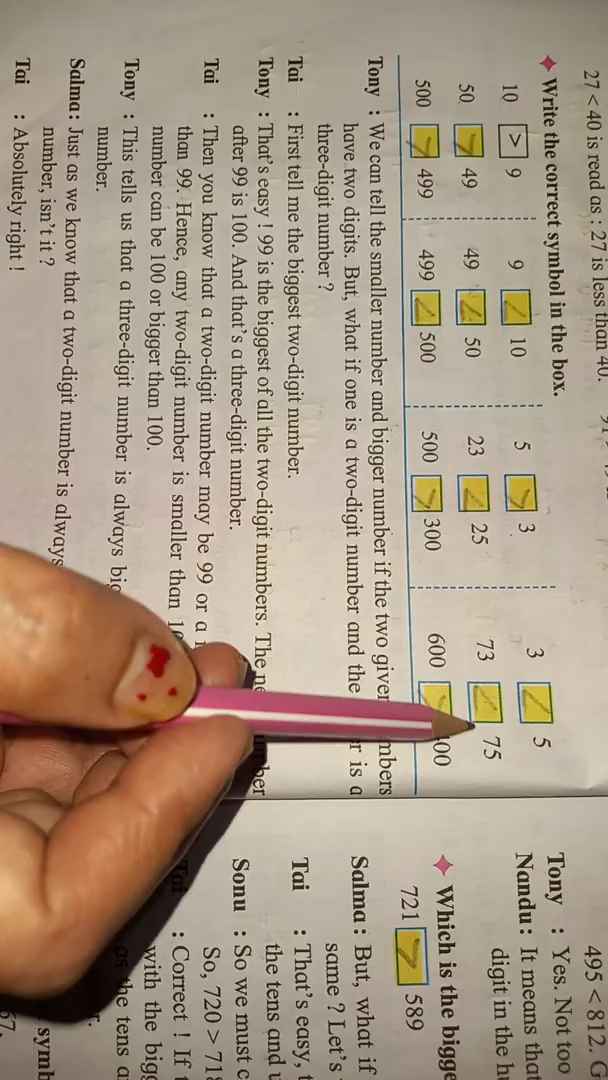 27 < 40 is read as : 27 is less than 40.
✦ Write the correct symbol in the box.
10 > 9 9 < 10 5 > 3 3 < 5
50 > 49 49 < 50 23 < 25 73 < 75
500 > 499 499 < 500 500 > 300 600 00
Tony : We can tell the smaller number and bigger number if the two given mbers
have two digits. But, what if one is a two-digit number and the er is a
three-digit number ?
Tai : First tell me the biggest two-digit number.
Tony : That's easy ! 99 is the biggest of all the two-digit numbers. The
after 99 is 100. And that's a three-digit number.
Tai : Then you know that a two-digit number may be 99 or a
than 99. Hence, any two-digit number is smaller than
number can be 100 or bigger than 100.
Tony : This tells us that a three-digit number is always
number.
Salma : Just as we know that a two-digit number is always
number, isn't it ?
Tai : Absolutely right !
495 < 812.
Tony : Yes. Not too
Nandu : It means that
digit in the
✦ Which is the bigge
721 > 589
Salma : But, what if
same ? Let's
Tai : That's easy,
the tens and
Sonu : So we must
So, 720 > 71
Tai : Correct ! If
with the bigg
as the tens
symb